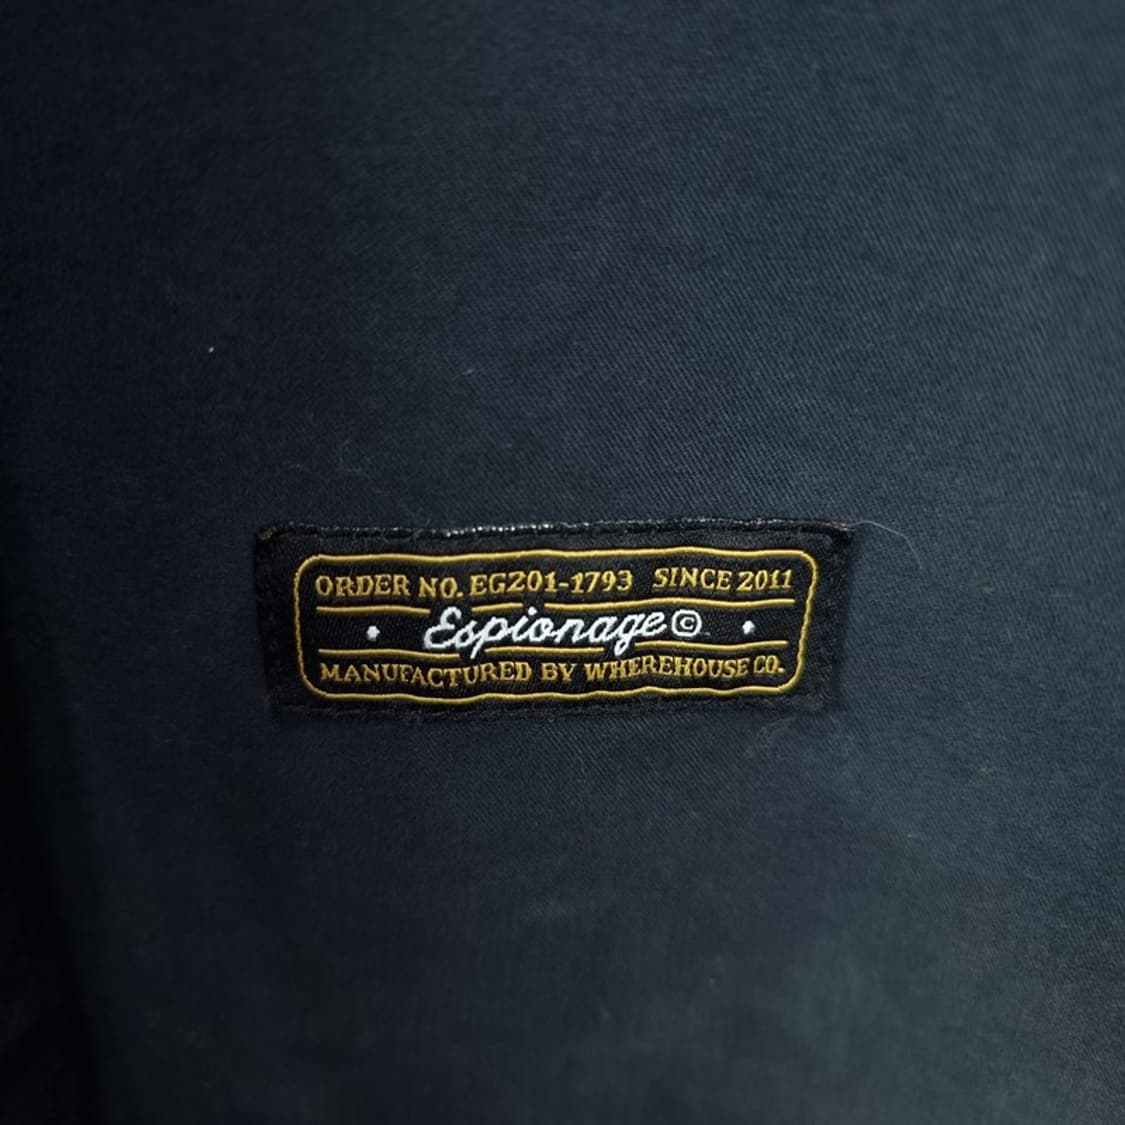 ORDER NO. EG201-1793 SINCE 2011
Espionage©
MANUFACTURED BY WHEREHOUSE CO.